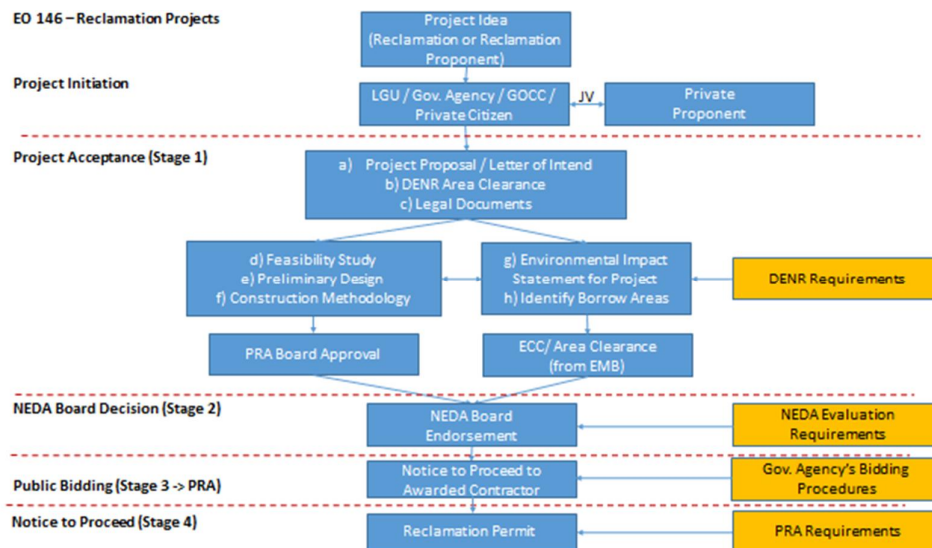 EO 146 – Reclamation Projects
Project Idea
(Reclamation or Reclamation
Proponent)
Project Initiation
LGU / Gov. Agency / GOCC /
Private Citizen
JV
Private
Proponent
Project Acceptance (Stage 1)
a) Project Proposal / Letter of Intend
b) DENR Area Clearance
c) Legal Documents
d) Feasibility Study
e) Preliminary Design
f) Construction Methodology
g) Environmental Impact
Statement for Project
h) Identify Borrow Areas
DENR Requirements
PRA Board Approval
ECC/ Area Clearance
(from EMB)
NEDA Board Decision (Stage 2)
NEDA Board
Endorsement
NEDA Evaluation
Requirements
Public Bidding (Stage 3 -> PRA)
Notice to Proceed to
Awarded Contractor
Gov. Agency's Bidding
Procedures
Notice to Proceed (Stage 4)
Reclamation Permit
PRA Requirements